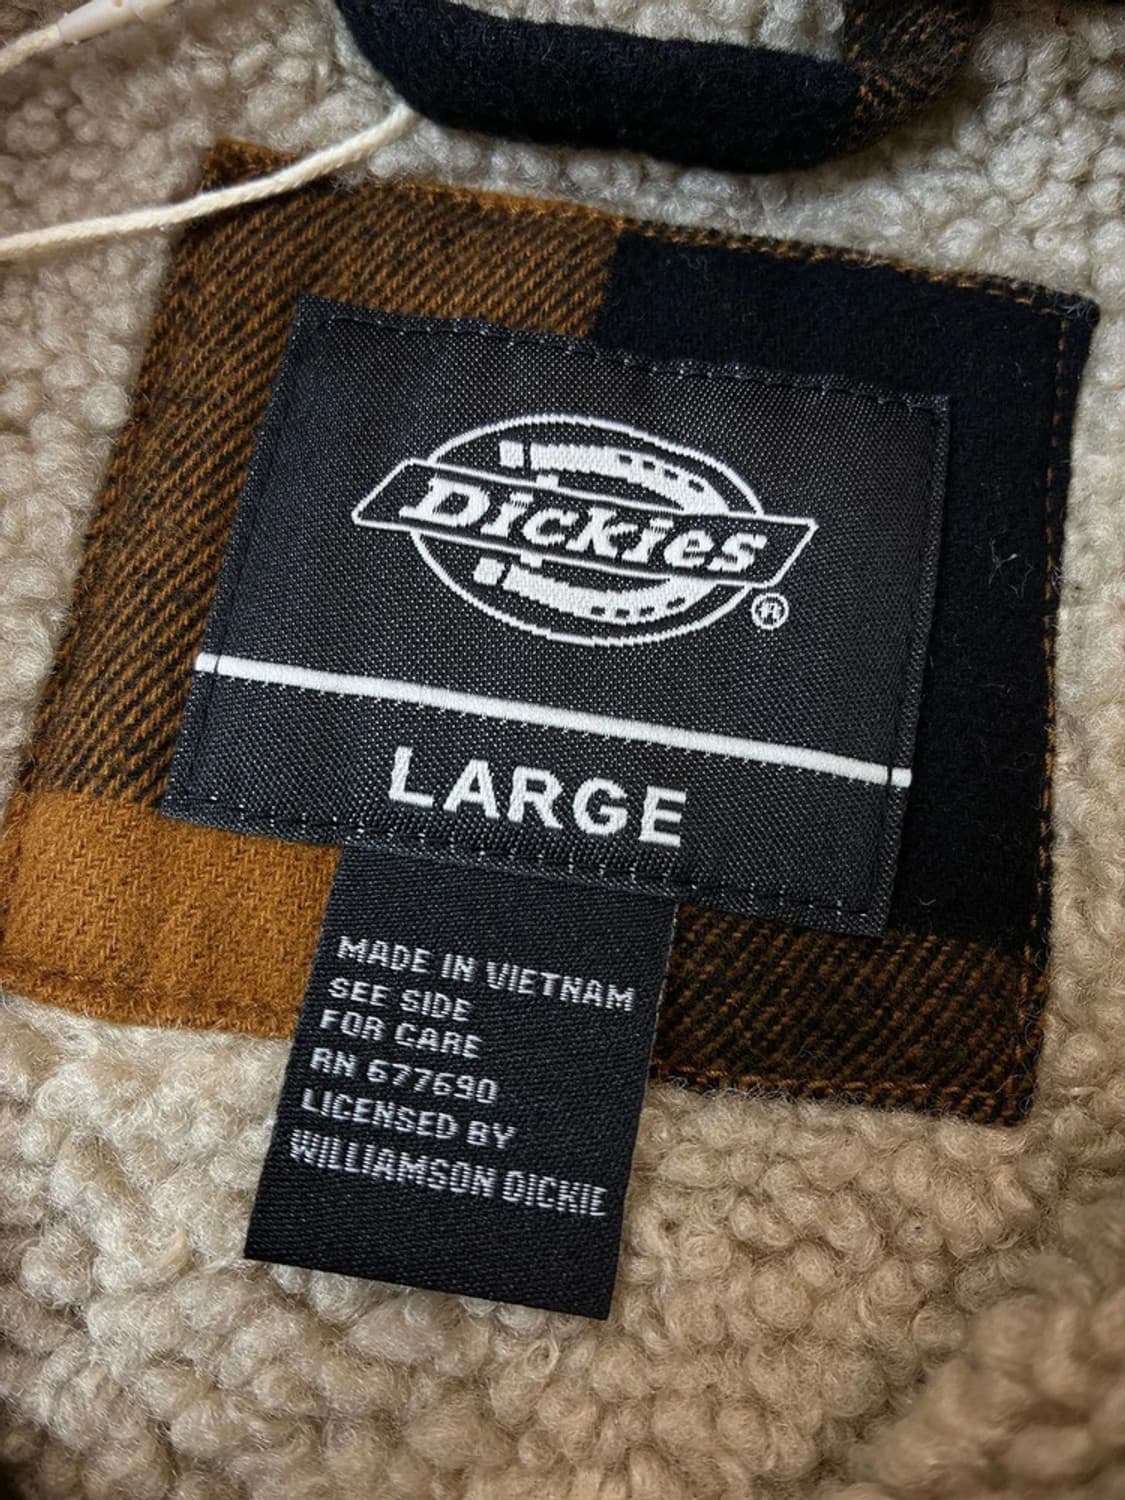 Dickies
®
LARGE
MADE IN VIETNAM
SEE SIDE
FOR CARE
RN 677690
LICENSED BY
WILLIAMSON DICKIE